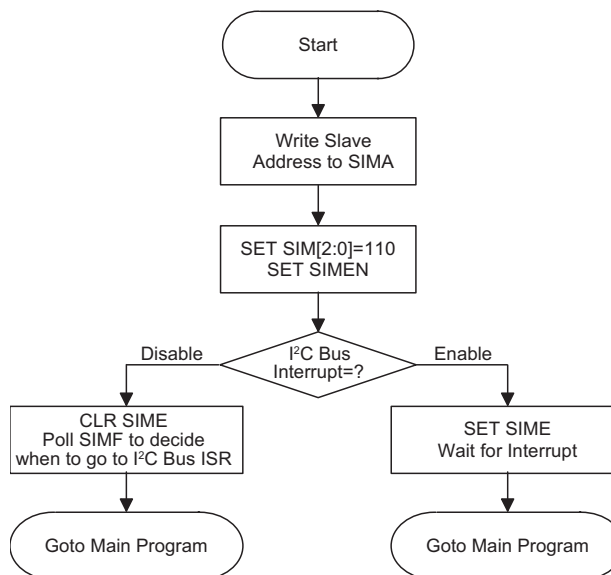 Start
Write Slave
Address to SIMA
SET SIM[2:0]=110
SET SIMEN
I²C Bus
Interrupt=?
Disable
Enable
CLR SIME
Poll SIMF to decide
when to go to I²C Bus ISR
SET SIME
Wait for Interrupt
Goto Main Program
Goto Main Program